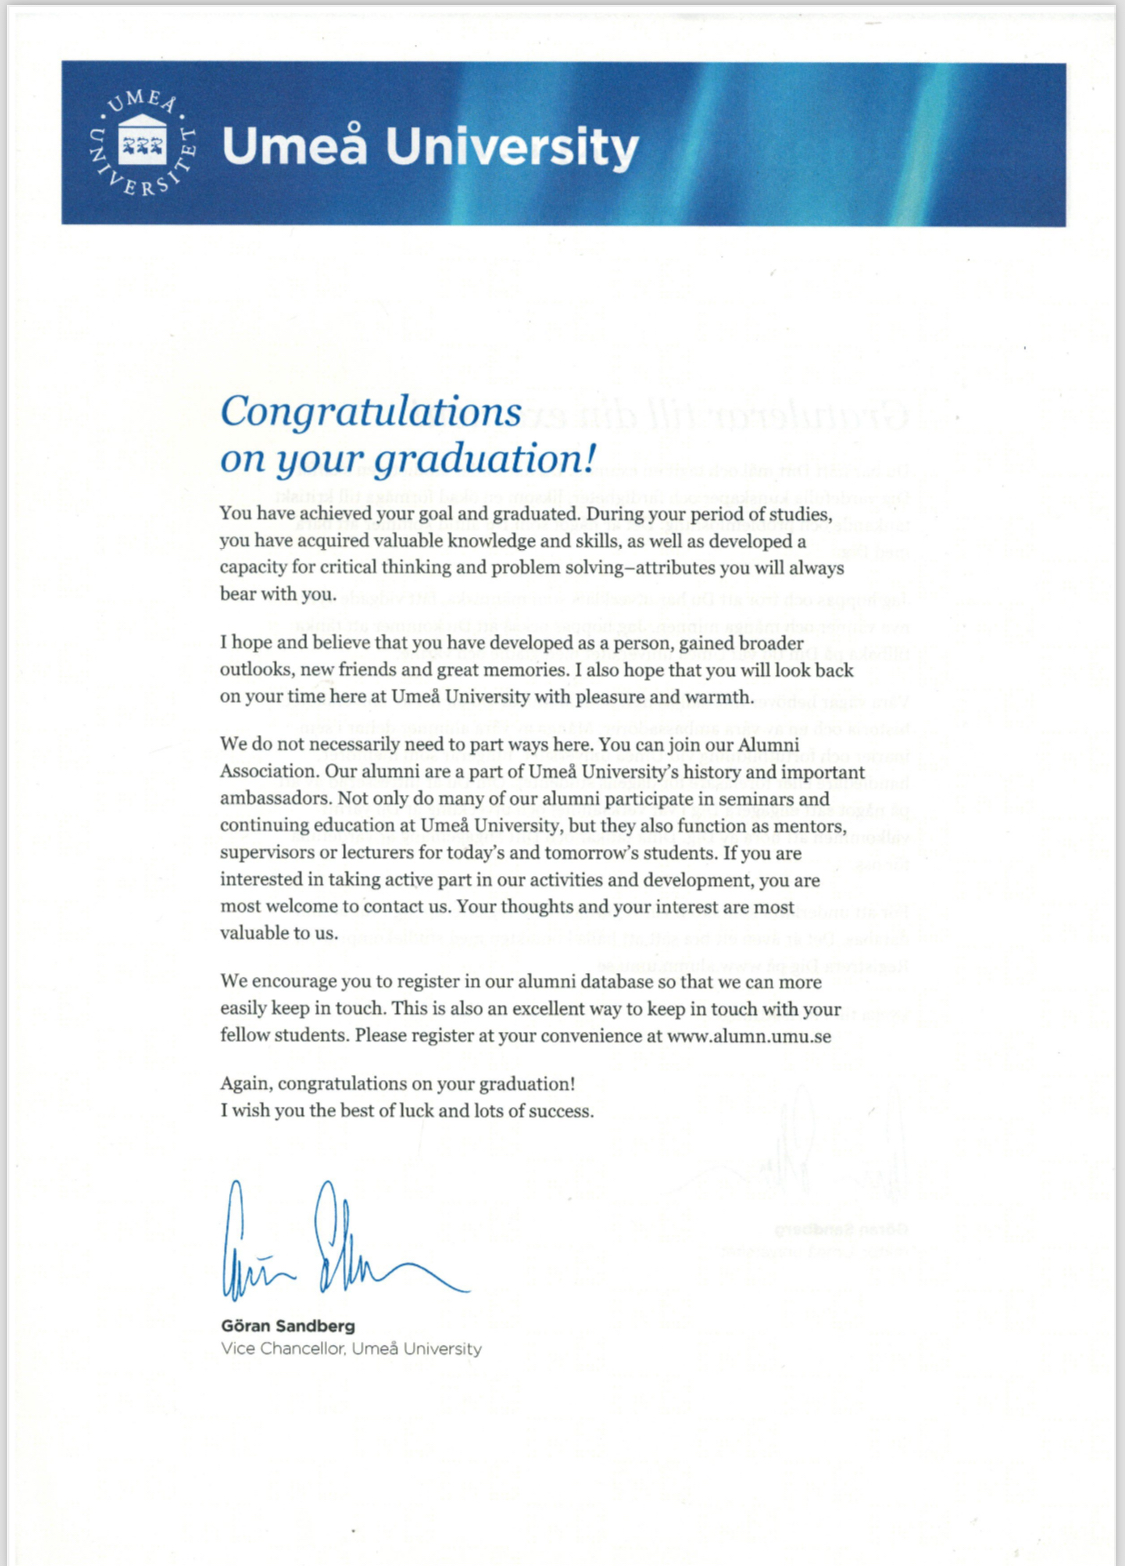 UMEÅ UNIVERSITET
Umeå University
Congratulations
on your graduation!
You have achieved your goal and graduated. During your period of studies,
you have acquired valuable knowledge and skills, as well as developed a
capacity for critical thinking and problem solving–attributes you will always
bear with you.
I hope and believe that you have developed as a person, gained broader
outlooks, new friends and great memories. I also hope that you will look back
on your time here at Umeå University with pleasure and warmth.
We do not necessarily need to part ways here. You can join our Alumni
Association. Our alumni are a part of Umeå University's history and important
ambassadors. Not only do many of our alumni participate in seminars and
continuing education at Umeå University, but they also function as mentors,
supervisors or lecturers for today's and tomorrow's students. If you are
interested in taking active part in our activities and development, you are
most welcome to contact us. Your thoughts and your interest are most
valuable to us.
We encourage you to register in our alumni database so that we can more
easily keep in touch. This is also an excellent way to keep in touch with your
fellow students. Please register at your convenience at www.alumn.umu.se
Again, congratulations on your graduation!
I wish you the best of luck and lots of success.
Göran Sandberg
Vice Chancellor, Umeå University